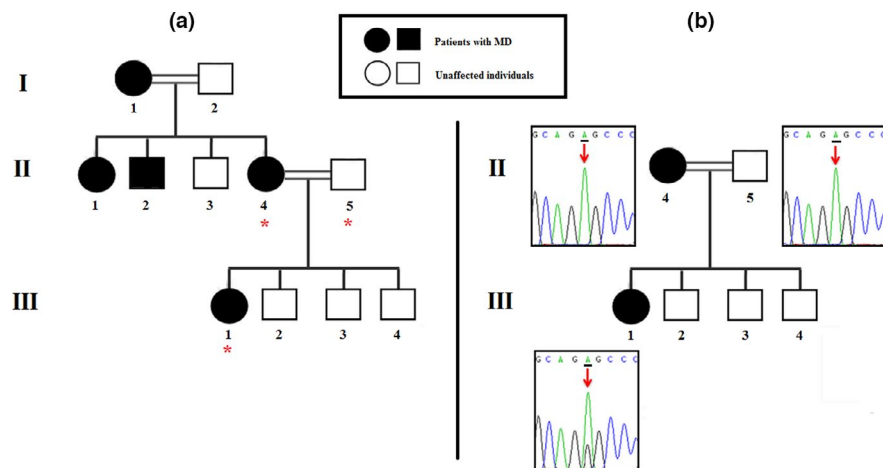 (a)
(b)
Patients with MD
Unaffected individuals
I
1
2
II
1
2
3
4
5
*
*
III
1
2
3
4
*
II
G C A G A G C C C
G C A G A G C C C
4
5
III
1
2
3
4
G C A G A G C C C